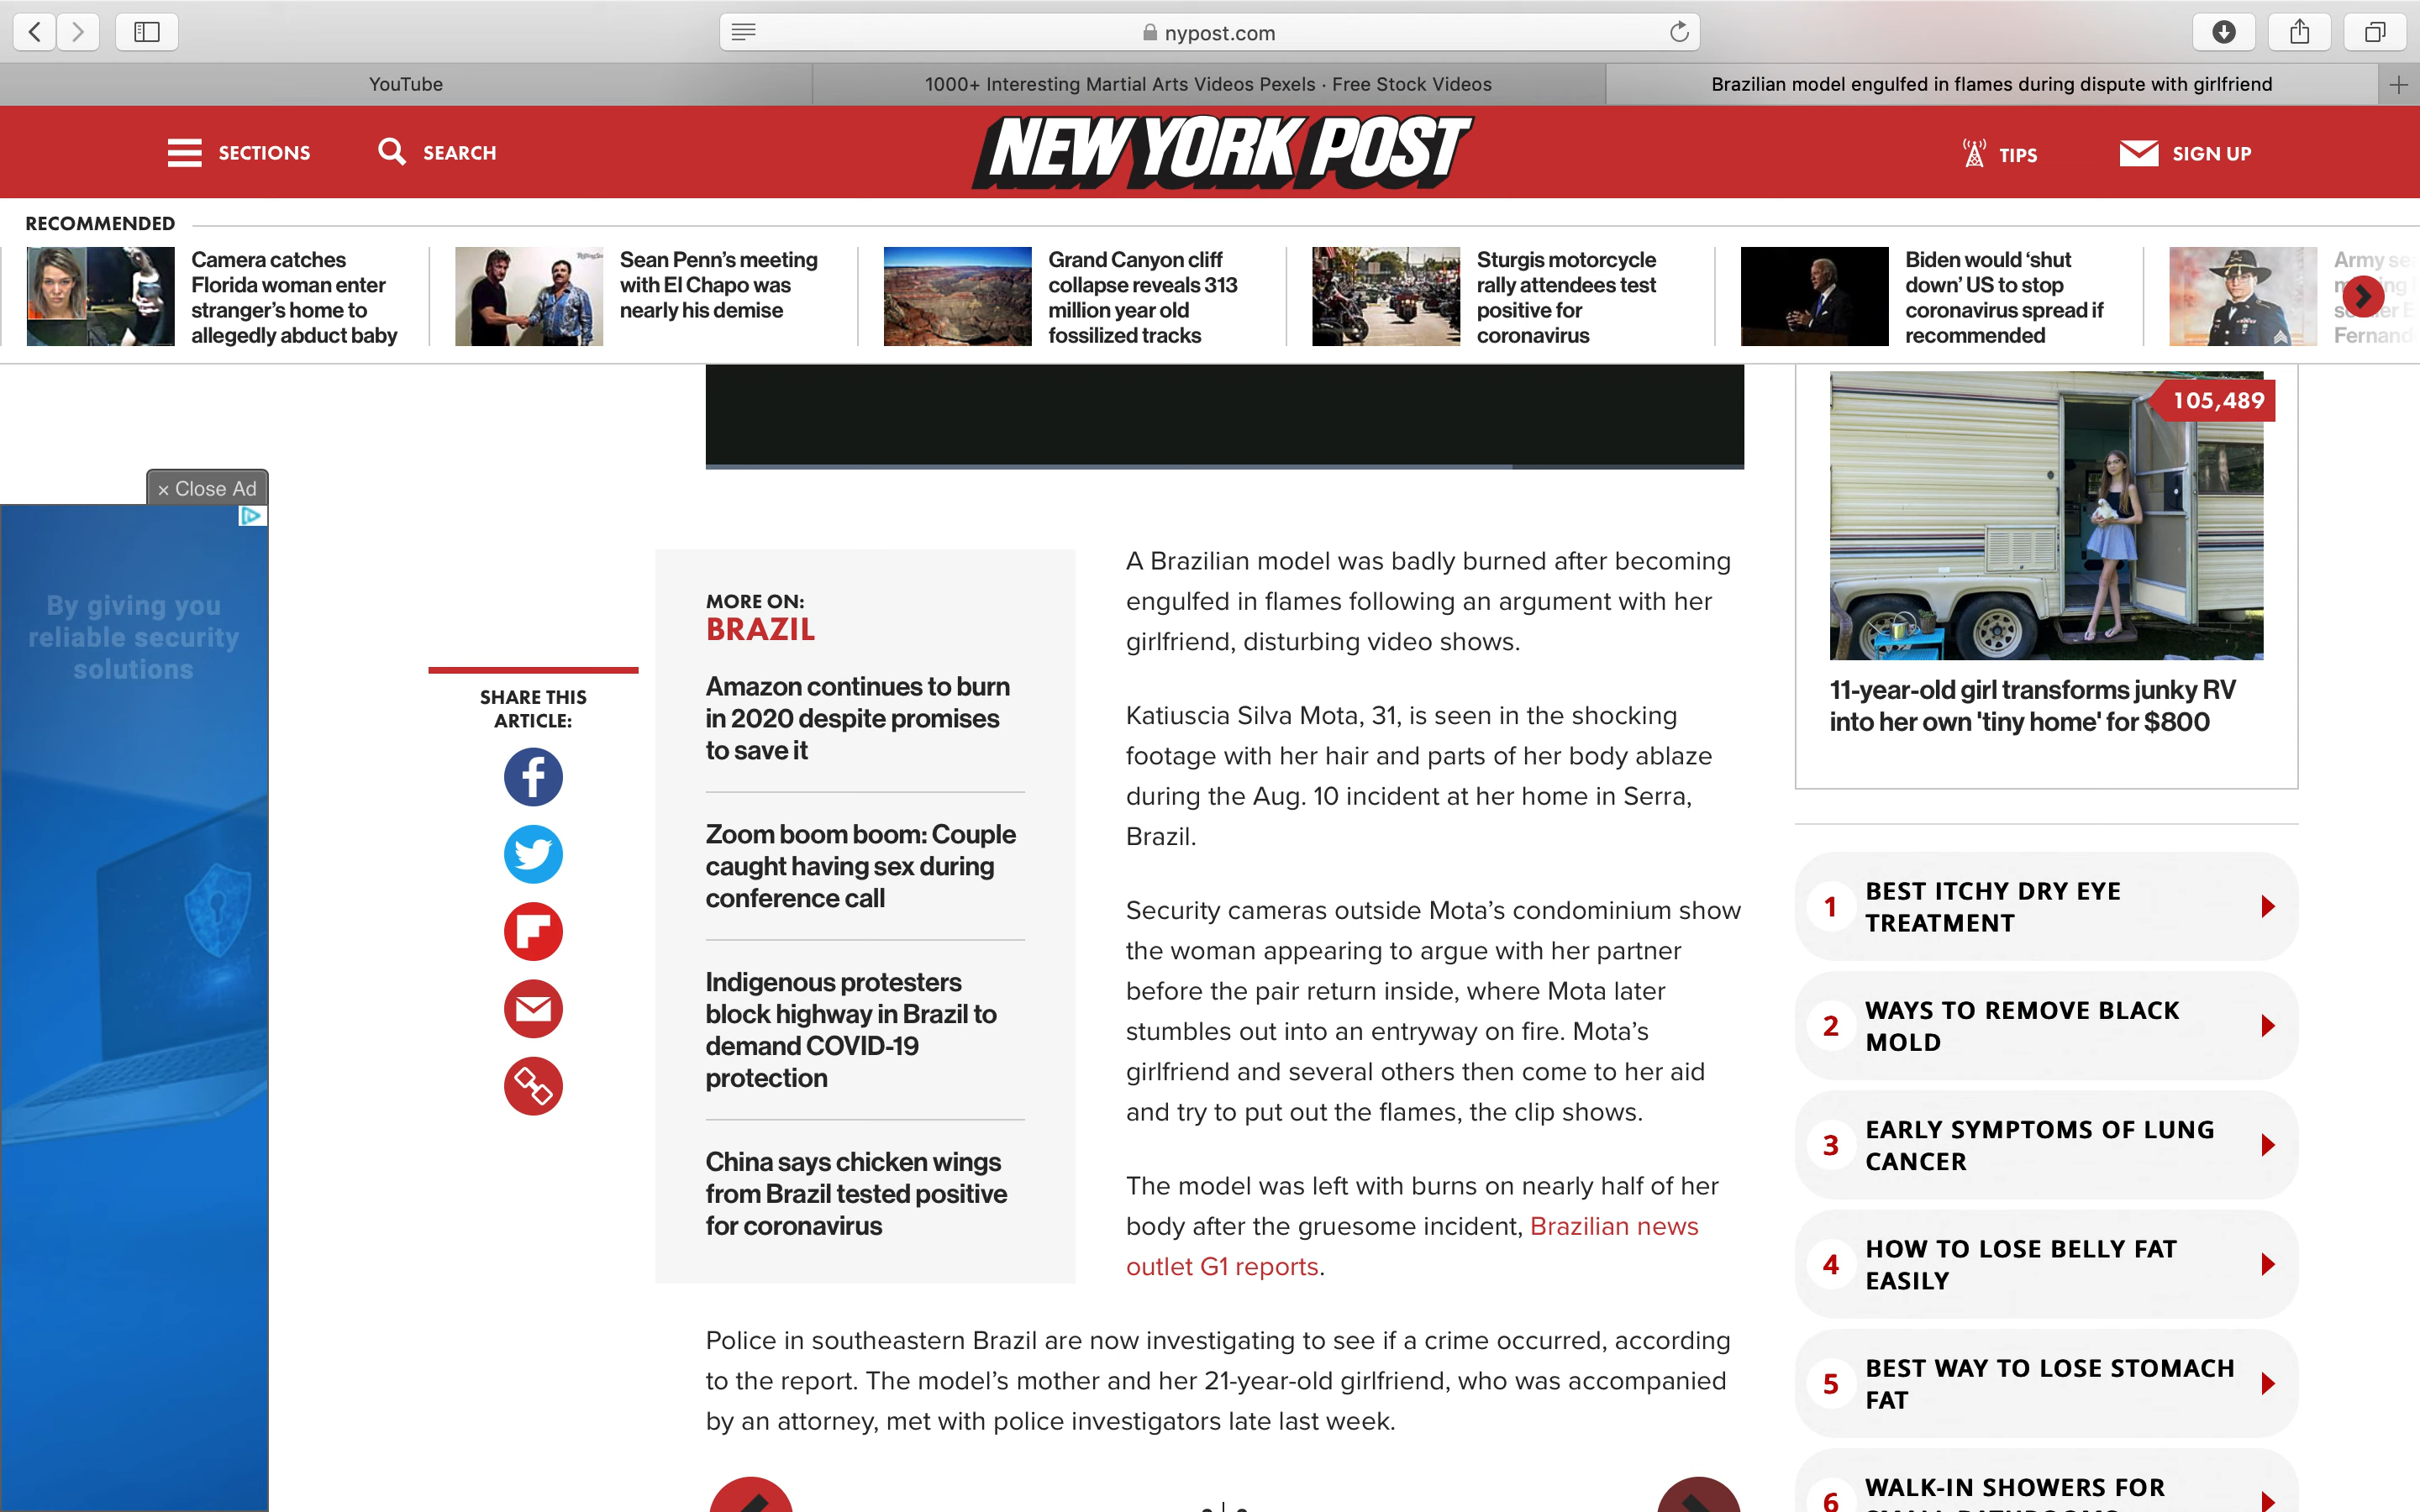 nypost.com
YouTube
1000+ Interesting Martial Arts Videos Pexels · Free Stock Videos
Brazilian model engulfed in flames during dispute with girlfriend
SECTIONS
SEARCH
NEW YORK POST
TIPS
SIGN UP
RECOMMENDED
Camera catches
Florida woman enter
stranger's home to
allegedly abduct baby
Sean Penn's meeting
with El Chapo was
nearly his demise
Grand Canyon cliff
collapse reveals 313
million year old
fossilized tracks
Sturgis motorcycle
rally attendees test
positive for
coronavirus
Biden would 'shut
down' US to stop
coronavirus spread if
recommended
Army
× Close Ad
By giving you
reliable security
solutions
SHARE THIS
ARTICLE:
MORE ON:
BRAZIL
Amazon continues to burn
in 2020 despite promises
to save it
Zoom boom boom: Couple
caught having sex during
conference call
Indigenous protesters
block highway in Brazil to
demand COVID-19
protection
China says chicken wings
from Brazil tested positive
for coronavirus
A Brazilian model was badly burned after becoming
engulfed in flames following an argument with her
girlfriend, disturbing video shows.
Katiuscia Silva Mota, 31, is seen in the shocking
footage with her hair and parts of her body ablaze
during the Aug. 10 incident at her home in Serra,
Brazil.
Security cameras outside Mota's condominium show
the woman appearing to argue with her partner
before the pair return inside, where Mota later
stumbles out into an entryway on fire. Mota's
girlfriend and several others then come to her aid
and try to put out the flames, the clip shows.
The model was left with burns on nearly half of her
body after the gruesome incident, Brazilian news
outlet G1 reports.
Police in southeastern Brazil are now investigating to see if a crime occurred, according
to the report. The model's mother and her 21-year-old girlfriend, who was accompanied
by an attorney, met with police investigators late last week.
105,489
11-year-old girl transforms junky RV
into her own 'tiny home' for $800
1 BEST ITCHY DRY EYE
TREATMENT
2 WAYS TO REMOVE BLACK
MOLD
3 EARLY SYMPTOMS OF LUNG
CANCER
4 HOW TO LOSE BELLY FAT
EASILY
5 BEST WAY TO LOSE STOMACH
FAT
6 WALK-IN SHOWERS FOR